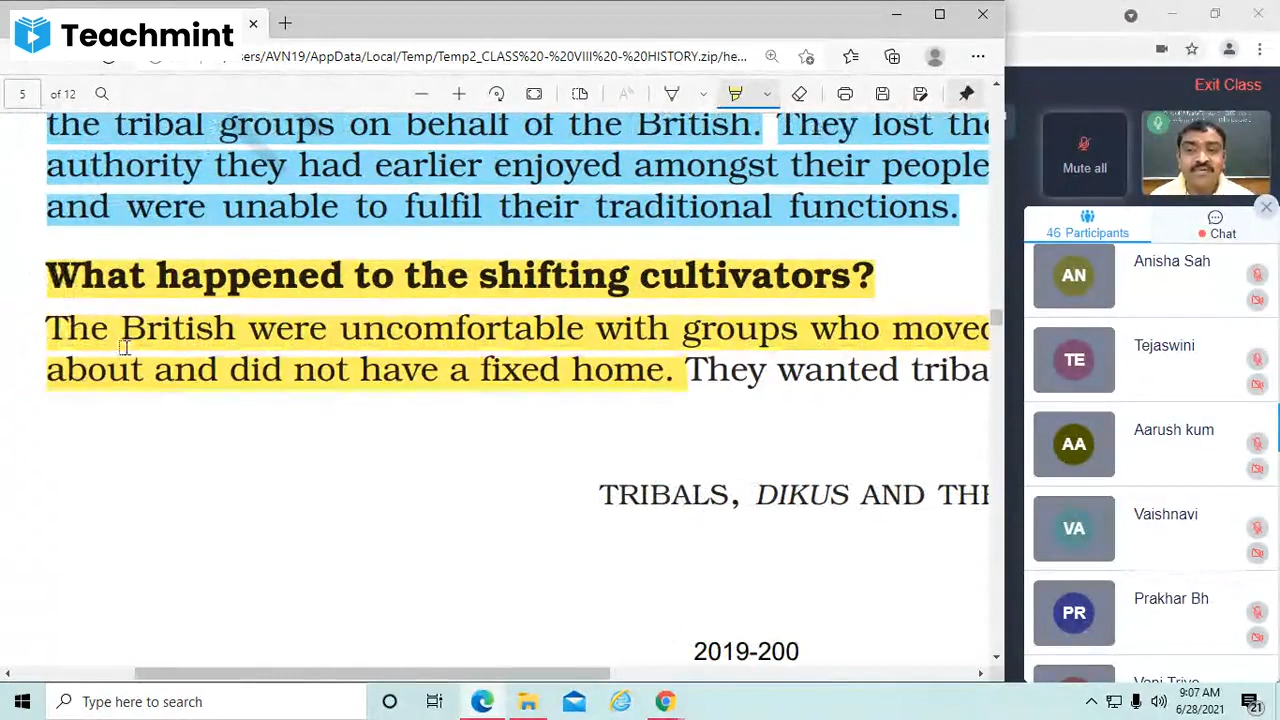 Teachmint
ers/AVN19/AppData/Local/Temp/Temp2_CLASS%20-%20VIII%20-%20HISTORY.zip/he...
Exit Class
5 of 12
the tribal groups on behalf of the British. They lost the
authority they had earlier enjoyed amongst their people
and were unable to fulfil their traditional functions.
What happened to the shifting cultivators?
The British were uncomfortable with groups who moved
about and did not have a fixed home. They wanted triba
TRIBALS, DIKUS AND THE
2019-200
Mute all
46 Participants
Chat
AN Anisha Sah
TE Tejaswini
AA Aarush kum
VA Vaishnavi
PR Prakhar Bh
Type here to search
9:07 AM
6/28/2021
21